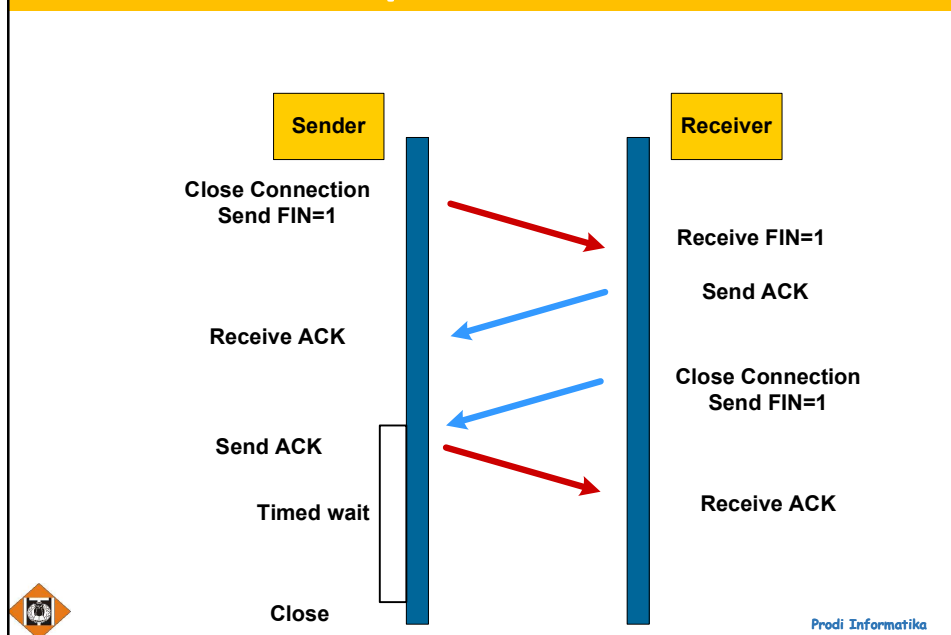 Sender
Receiver
Close Connection
Send FIN=1
Receive FIN=1
Send ACK
Receive ACK
Close Connection
Send FIN=1
Send ACK
Receive ACK
Timed wait
Close
Prodi Informatika